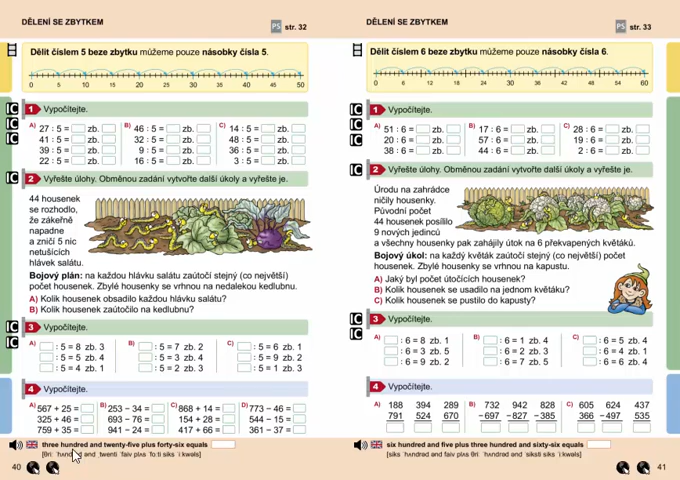 DĚLENÍ SE ZBYTKEM
PS str. 32
Dělit číslem 5 beze zbytku můžeme pouze násobky čísla 5.
0 5 10 15 20 25 30 35 40 45 50
1 Vypočítejte.
A) 27 : 5 = zb. B) 46 : 5 = zb. C) 14 : 5 = zb.
41 : 5 = zb. 32 : 5 = zb. 48 : 5 = zb.
39 : 5 = zb. 9 : 5 = zb. 36 : 5 = zb.
22 : 5 = zb. 16 : 5 = zb. 3 : 5 = zb.
2 Vyřešte úlohy. Obměnou zadání vytvořte další úkoly a vyřešte je.
44 housenek
se rozhodlo,
že zákeřně
napadne
a zničí 5 nic
netušících
hlávek salátu.
Bojový plán: na každou hlávku salátu zaútočí stejný (co největší)
počet housenek. Zbylé housenky se vrhnou na nedalekou kedlubnu.
A) Kolik housenek obsadilo každou hlávku salátu?
B) Kolik housenek zaútočilo na kedlubnu?
3 Vypočítejte.
A) : 5 = 8 zb. 3 B) : 5 = 7 zb. 2 C) : 5 = 6 zb. 1
: 5 = 5 zb. 4 : 5 = 3 zb. 4 : 5 = 9 zb. 2
: 5 = 4 zb. 1 : 5 = 2 zb. 3 : 5 = 1 zb. 3
4 Vypočítejte.
A) 567 + 25 = B) 253 − 34 = C) 868 + 14 = D) 773 − 46 =
325 + 46 = 693 − 76 = 154 + 28 = 544 − 15 =
759 + 35 = 941 − 24 = 417 + 66 = 361 − 37 =
three hundred and twenty-five plus forty-six equals
40
DĚLENÍ SE ZBYTKEM
PS str. 33
Dělit číslem 6 beze zbytku můžeme pouze násobky čísla 6.
0 6 12 18 24 30 36 42 48 54 60
1 Vypočítejte.
A) 51 : 6 = zb. B) 17 : 6 = zb. C) 28 : 6 = zb.
20 : 6 = zb. 57 : 6 = zb. 19 : 6 = zb.
38 : 6 = zb. 44 : 6 = zb. 2 : 6 = zb.
2 Vyřešte úlohy. Obměnou zadání vytvořte další úkoly a vyřešte je.
Úrodu na zahrádce
ničily housenky.
Původní počet
44 housenek posílilo
9 nových jedinců
a všechny housenky pak zahájily útok na 6 překvapených květáků.
Bojový úkol: na každý květák zaútočí stejný (co největší) počet
housenek. Zbylé housenky se vrhnou na kapustu.
A) Jaký byl počet útočících housenek?
B) Kolik housenek se usadilo na jednom květáku?
C) Kolik housenek se pustilo do kapusty?
3 Vypočítejte.
A) : 6 = 8 zb. 1 B) : 6 = 1 zb. 4 C) : 6 = 5 zb. 4
: 6 = 3 zb. 5 : 6 = 7 zb. 2 : 6 = 4 zb. 1
: 6 = 9 zb. 2 : 6 = 2 zb. 5 : 6 = 6 zb. 4
4 Vypočítejte.
A) 188 394 289 B) 732 942 828 C) 605 624 437
791 524 670 −697 −827 −385 −366 −497 535
six hundred and five plus three hundred and sixty-six equals
41